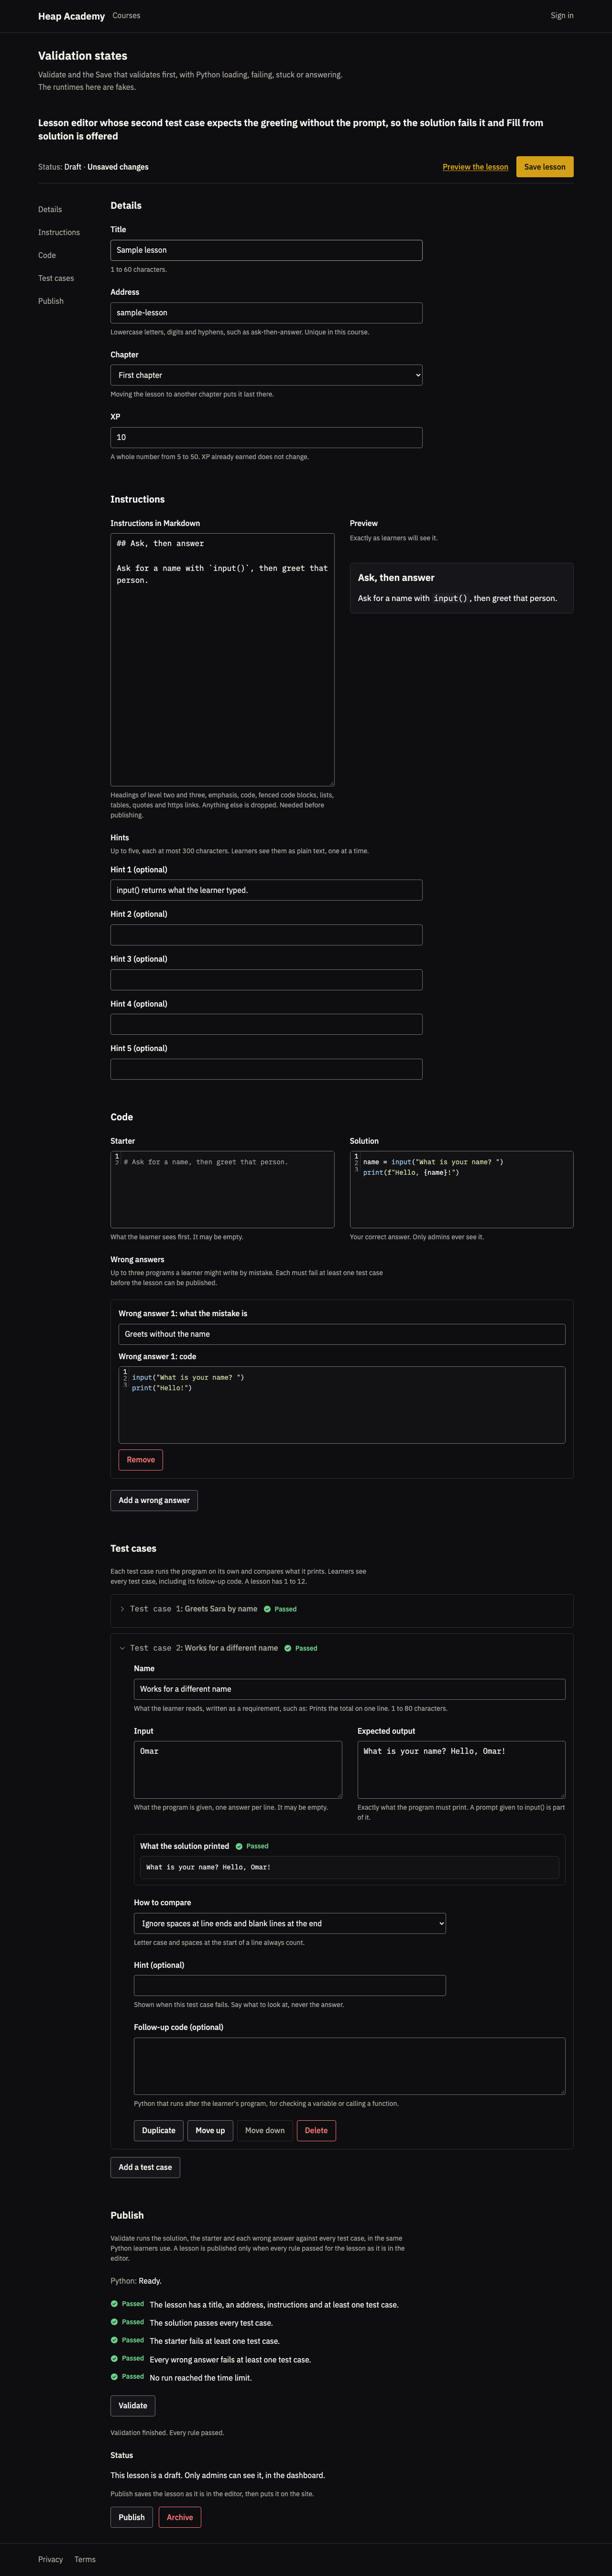 Heap Academy
Courses
Sign in
Validation states
Validate and the Save that validates first, with Python loading, failing, stuck or answering.
The runtimes here are fakes.
Lesson editor whose second test case expects the greeting without the prompt, so the solution fails it and Fill from
solution is offered
Status: Draft · Unsaved changes
Preview the lesson
Save lesson
Details
Instructions
Code
Test cases
Publish
Details
Title
Sample lesson
1 to 60 characters.
Address
sample-lesson
Lowercase letters, digits and hyphens, such as ask-then-answer. Unique in this course.
Chapter
First chapter
Moving the lesson to another chapter puts it last there.
XP
10
A whole number from 5 to 50. XP already earned does not change.
Instructions
Instructions in Markdown
## Ask, then answer
Ask for a name with `input()`, then greet that
person.
Headings of level two and three, emphasis, code, fenced code blocks, lists,
tables, quotes and https links. Anything else is dropped. Needed before
publishing.
Preview
Exactly as learners will see it.
Ask, then answer
Ask for a name with input(), then greet that person.
Hints
Up to five, each at most 300 characters. Learners see them as plain text, one at a time.
Hint 1 (optional)
input() returns what the learner typed.
Hint 2 (optional)
Hint 3 (optional)
Hint 4 (optional)
Hint 5 (optional)
Code
Starter
1
2 # Ask for a name, then greet that person.
What the learner sees first. It may be empty.
Solution
1
2 name = input("What is your name? ")
3 print(f"Hello, {name}!")
Your correct answer. Only admins ever see it.
Wrong answers
Up to three programs a learner might write by mistake. Each must fail at least one test case
before the lesson can be published.
Wrong answer 1: what the mistake is
Greets without the name
Wrong answer 1: code
1
2 input("What is your name? ")
3 print("Hello!")
Remove
Add a wrong answer
Test cases
Each test case runs the program on its own and compares what it prints. Learners see
every test case, including its follow-up code. A lesson has 1 to 12.
Test case 1: Greets Sara by name Passed
Test case 2: Works for a different name Passed
Name
Works for a different name
What the learner reads, written as a requirement, such as: Prints the total on one line. 1 to 80 characters.
Input
Omar
What the program is given, one answer per line. It may be empty.
Expected output
What is your name? Hello, Omar!
Exactly what the program must print. A prompt given to input() is part
of it.
What the solution printed Passed
What is your name? Hello, Omar!
How to compare
Ignore spaces at line ends and blank lines at the end
Letter case and spaces at the start of a line always count.
Hint (optional)
Shown when this test case fails. Say what to look at, never the answer.
Follow-up code (optional)
Python that runs after the learner's program, for checking a variable or calling a function.
Duplicate
Move up
Move down
Delete
Add a test case
Publish
Validate runs the solution, the starter and each wrong answer against every test case, in the same
Python learners use. A lesson is published only when every rule passed for the lesson as it is in the
editor.
Python: Ready.
Passed The lesson has a title, an address, instructions and at least one test case.
Passed The solution passes every test case.
Passed The starter fails at least one test case.
Passed Every wrong answer fails at least one test case.
Passed No run reached the time limit.
Validate
Validation finished. Every rule passed.
Status
This lesson is a draft. Only admins can see it, in the dashboard.
Publish saves the lesson as it is in the editor, then puts it on the site.
Publish
Archive
Privacy
Terms